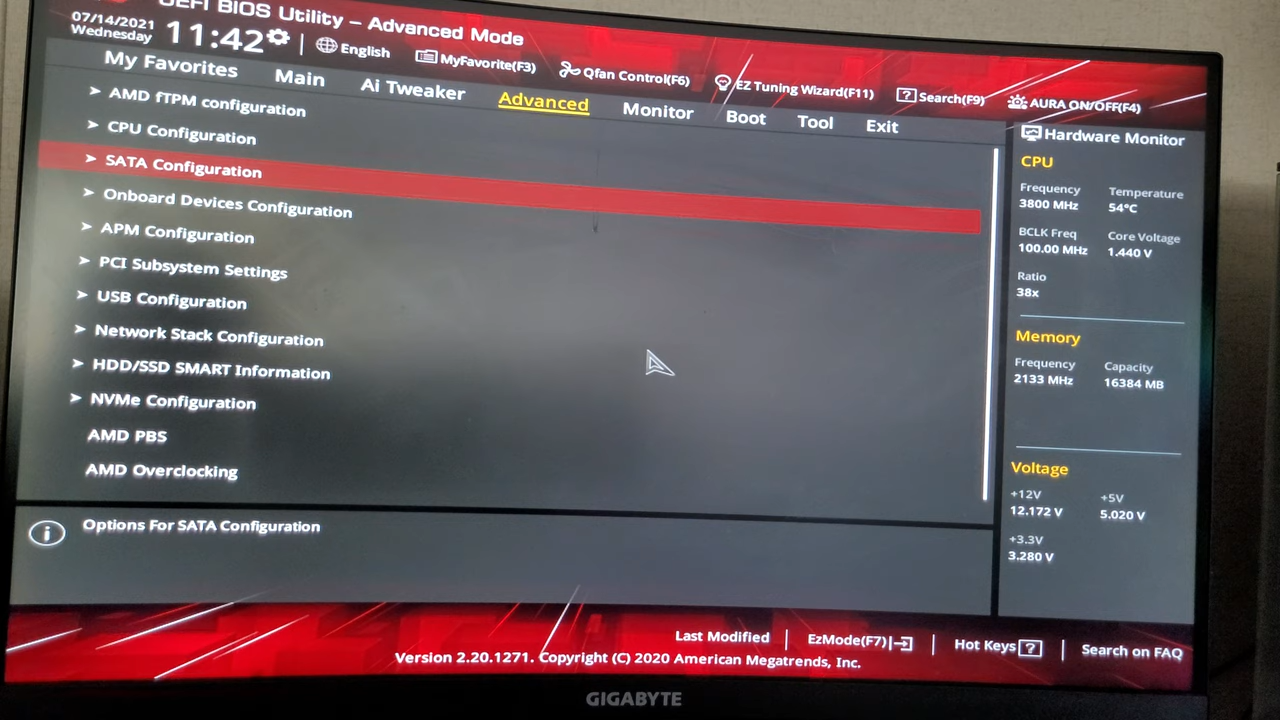 UEFI BIOS Utility – Advanced Mode
07/14/2021
Wednesday
11:42
English
MyFavorite(F3)
Qfan Control(F6)
EZ Tuning Wizard(F11)
Search(F9)
AURA ON/OFF(F4)
My Favorites
Main
Ai Tweaker
Advanced
Monitor
Boot
Tool
Exit
AMD fTPM configuration
CPU Configuration
SATA Configuration
Onboard Devices Configuration
APM Configuration
PCI Subsystem Settings
USB Configuration
Network Stack Configuration
HDD/SSD SMART Information
NVMe Configuration
AMD PBS
AMD Overclocking
Options For SATA Configuration
Hardware Monitor
CPU
Frequency Temperature
3800 MHz 54°C
BCLK Freq Core Voltage
100.00 MHz 1.440 V
Ratio
38x
Memory
Frequency Capacity
2133 MHz 16384 MB
Voltage
+12V +5V
12.172 V 5.020 V
+3.3V
3.280 V
Last Modified
EzMode(F7)
Hot Keys ?
Search on FAQ
Version 2.20.1271. Copyright (C) 2020 American Megatrends, Inc.
GIGABYTE